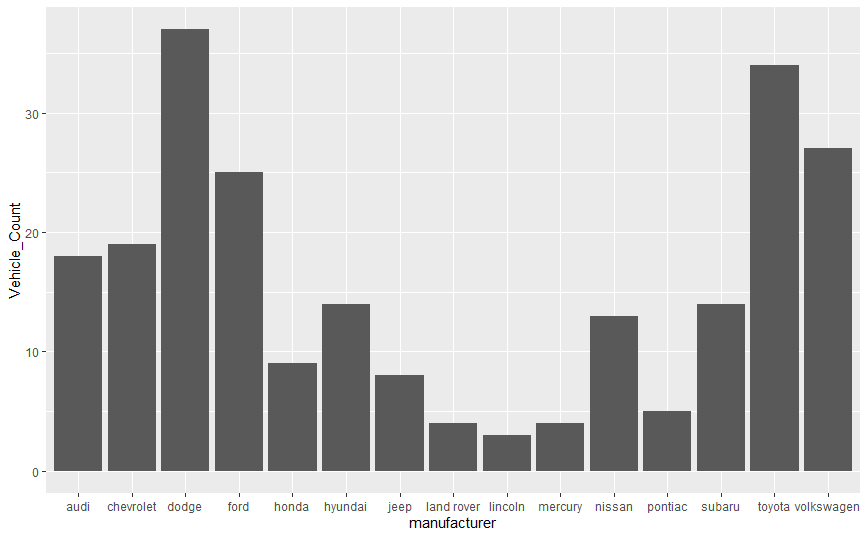 Vehicle_Count
30
20
10
0
audi chevrolet dodge ford honda hyundai jeep land rover lincoln mercury nissan pontiac subaru toyota volkswagen
manufacturer